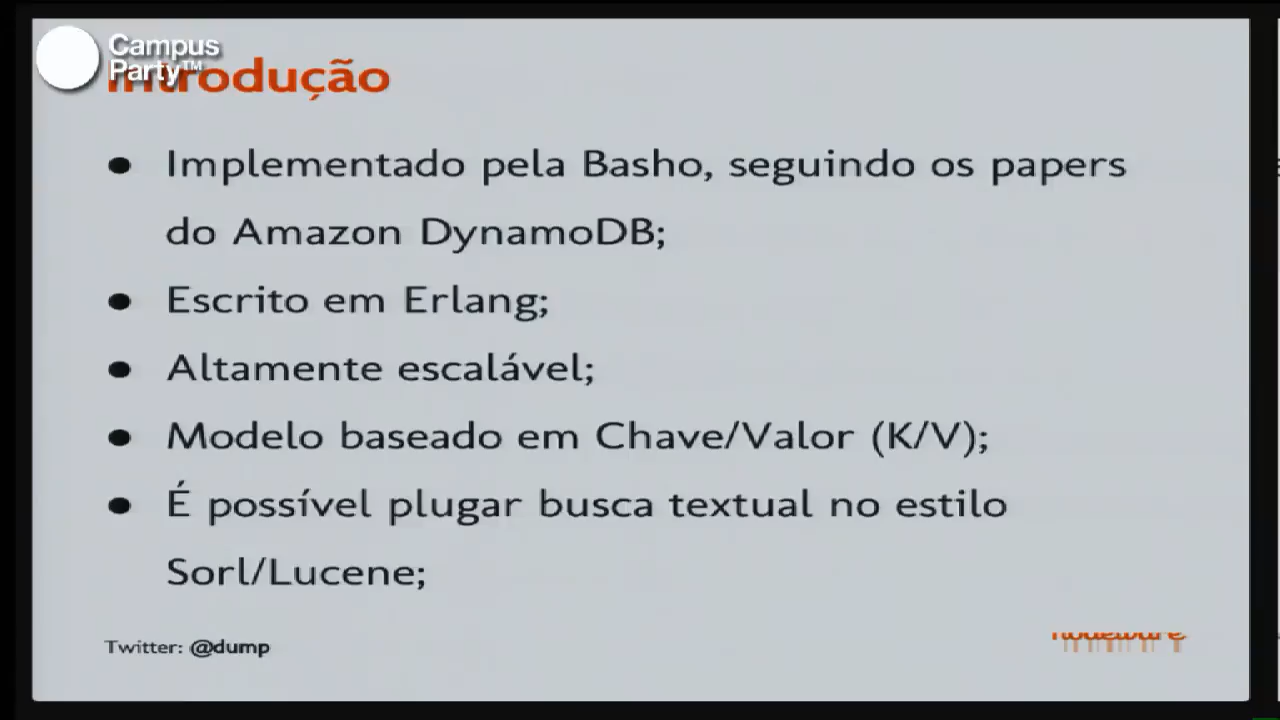 Campus
Party™
Introdução
● Implementado pela Basho, seguindo os papers
do Amazon DynamoDB;
● Escrito em Erlang;
● Altamente escalável;
● Modelo baseado em Chave/Valor (K/V);
● É possível plugar busca textual no estilo
Sorl/Lucene;
Twitter: @dump